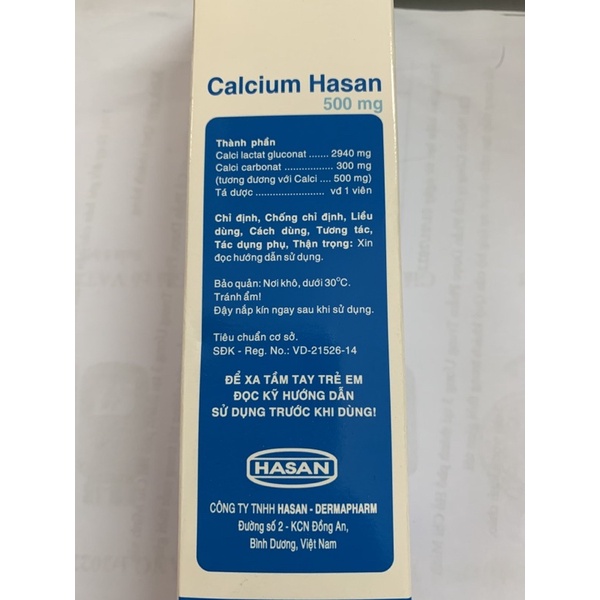 Calcium Hasan
500 mg
Thành phần
Calci lactat gluconat ....... 2940 mg
Calci carbonat ................ 300 mg
(tương đương với Calci .... 500 mg)
Tá dược ........................ vđ 1 viên
Chỉ định, Chống chỉ định, Liều
dùng, Cách dùng, Tương tác,
Tác dụng phụ, Thận trọng: Xin
đọc hướng dẫn sử dụng.
Bảo quản: Nơi khô, dưới 30°C.
Tránh ẩm!
Đậy nắp kín ngay sau khi sử dụng.
Tiêu chuẩn cơ sở.
SĐK - Reg. No.: VD-21526-14
ĐỂ XA TẦM TAY TRẺ EM
ĐỌC KỸ HƯỚNG DẪN
SỬ DỤNG TRƯỚC KHI DÙNG!
HASAN
CÔNG TY TNHH HASAN - DERMAPHARM
Đường số 2 - KCN Đồng An,
Bình Dương, Việt Nam